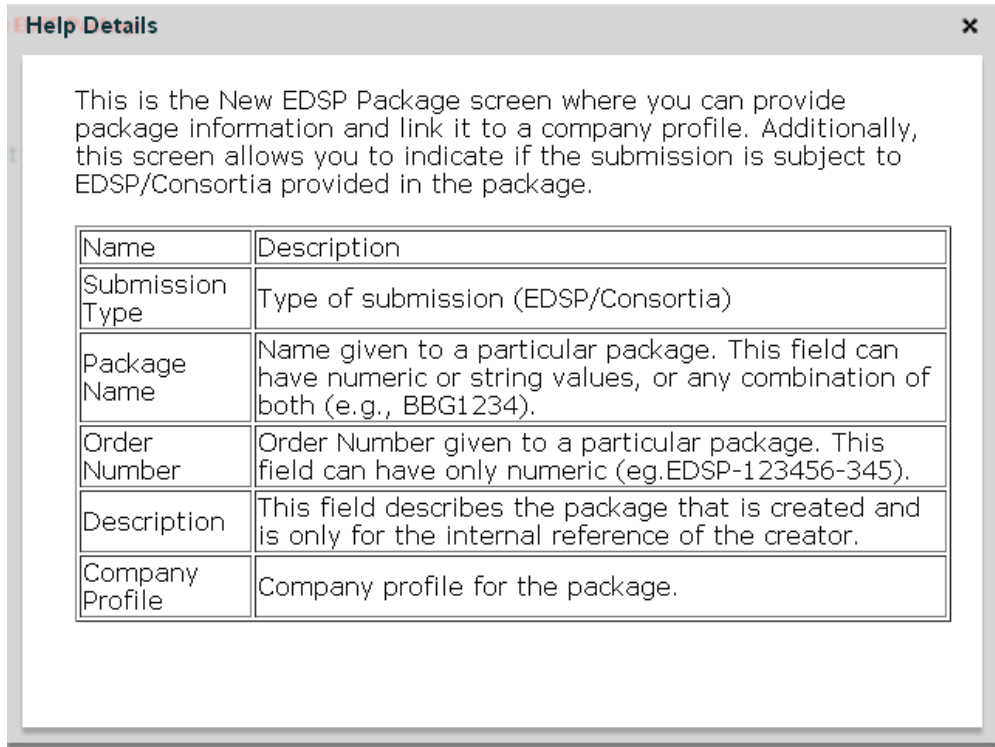 Help Details
This is the New EDSP Package screen where you can provide
package information and link it to a company profile. Additionally,
this screen allows you to indicate if the submission is subject to
EDSP/Consortia provided in the package.
Name
Description
Submission
Type
Type of submission (EDSP/Consortia)
Package
Name
Name given to a particular package. This field can
have numeric or string values, or any combination of
both (e.g., BBG1234).
Order
Number
Order Number given to a particular package. This
field can have only numeric (eg.EDSP-123456-345).
Description
This field describes the package that is created and
is only for the internal reference of the creator.
Company
Profile
Company profile for the package.